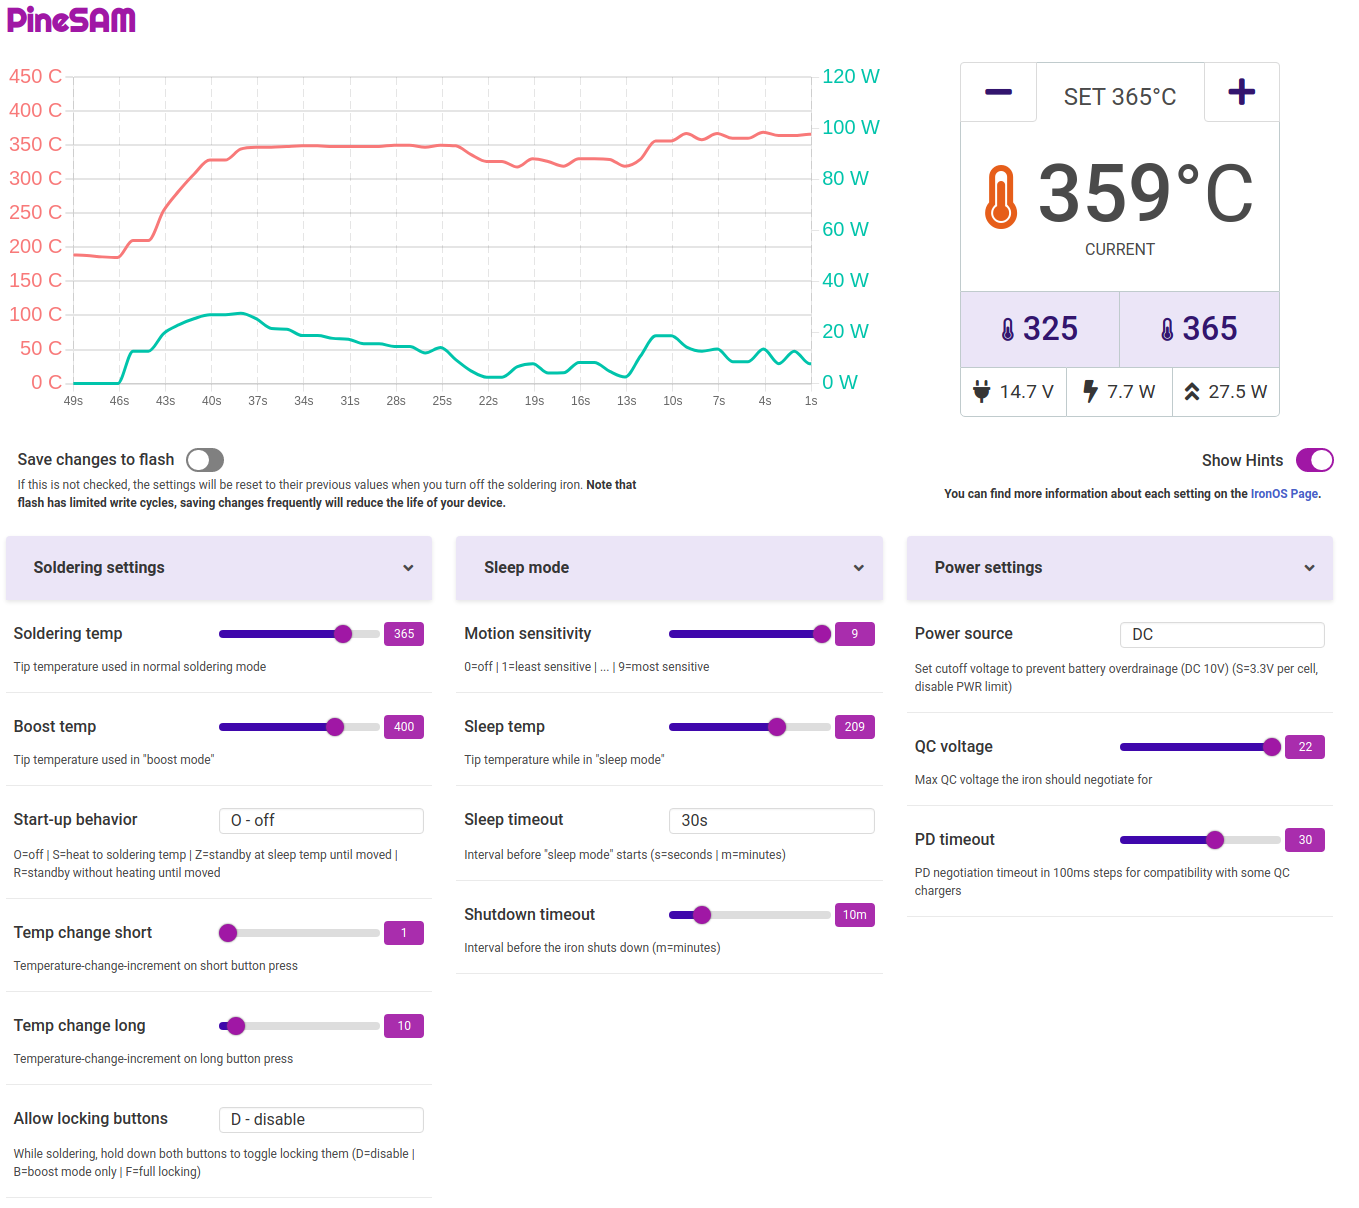 PineSAM
450 C
400 C
350 C
300 C
250 C
200 C
150 C
100 C
50 C
0 C
120 W
100 W
80 W
60 W
40 W
20 W
0 W
49s 46s 43s 40s 37s 34s 31s 28s 25s 22s 19s 16s 13s 10s 7s 4s 1s
SET 365°C
359°C
CURRENT
325 365
14.7 V 7.7 W 27.5 W
Save changes to flash
If this is not checked, the settings will be reset to their previous values when you turn off the soldering iron. Note that
flash has limited write cycles, saving changes frequently will reduce the life of your device.
Show Hints
You can find more information about each setting on the IronOS Page.
Soldering settings
Soldering temp 365
Tip temperature used in normal soldering mode
Boost temp 400
Tip temperature used in "boost mode"
Start-up behavior O - off
O=off | S=heat to soldering temp | Z=standby at sleep temp until moved |
R=standby without heating until moved
Temp change short 1
Temperature-change-increment on short button press
Temp change long 10
Temperature-change-increment on long button press
Allow locking buttons D - disable
While soldering, hold down both buttons to toggle locking them (D=disable |
B=boost mode only | F=full locking)
Sleep mode
Motion sensitivity 9
0=off | 1=least sensitive | ... | 9=most sensitive
Sleep temp 209
Tip temperature while in "sleep mode"
Sleep timeout 30s
Interval before "sleep mode" starts (s=seconds | m=minutes)
Shutdown timeout 10m
Interval before the iron shuts down (m=minutes)
Power settings
Power source DC
Set cutoff voltage to prevent battery overdrainage (DC 10V) (S=3.3V per cell,
disable PWR limit)
QC voltage 22
Max QC voltage the iron should negotiate for
PD timeout 30
PD negotiation timeout in 100ms steps for compatibility with some QC
chargers